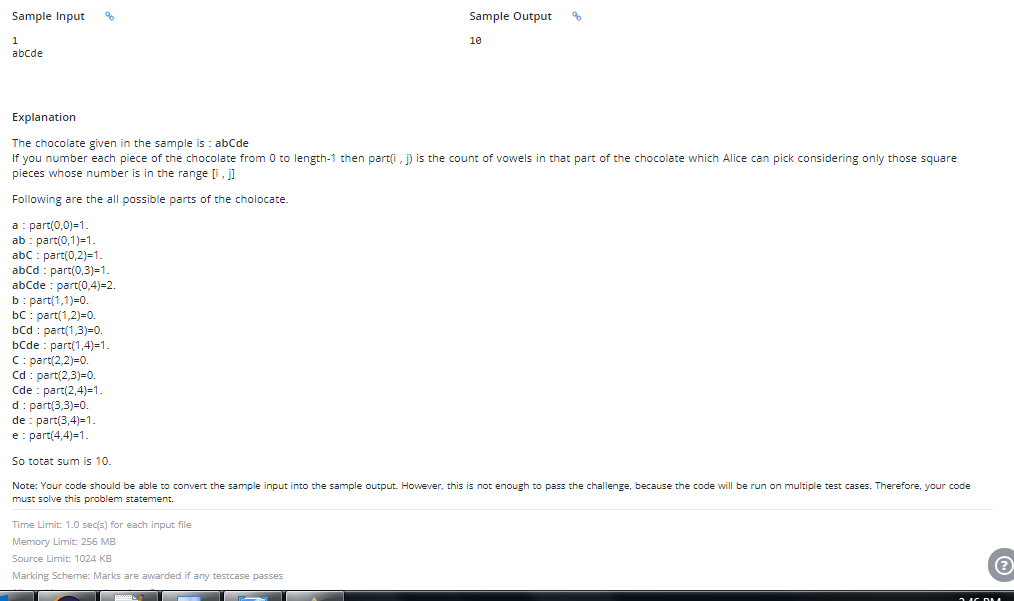 Sample Input
Sample Output
1
10
abCde
Explanation
The chocolate given in the sample is : abCde
If you number each piece of the chocolate from 0 to length-1 then part(i , j) is the count of vowels in that part of the chocolate which Alice can pick considering only those square
pieces whose number is in the range [i , j]
Following are the all possible parts of the cholocate.
a : part(0,0)=1.
ab : part(0,1)=1.
abC : part(0,2)=1.
abCd : part(0,3)=1.
abCde : part(0,4)=2.
b : part(1,1)=0.
bC : part(1,2)=0.
bCd : part(1,3)=0.
bCde : part(1,4)=1.
C : part(2,2)=0.
Cd : part(2,3)=0.
Cde : part(2,4)=1.
d : part(3,3)=0.
de : part(3,4)=1.
e : part(4,4)=1.
So totat sum is 10.
Note: Your code should be able to convert the sample input into the sample output. However, this is not enough to pass the challenge, because the code will be run on multiple test cases. Therefore, your code
must solve this problem statement.
Time Limit: 1.0 sec(s) for each input file
Memory Limit: 256 MB
Source Limit: 1024 KB
Marking Scheme: Marks are awarded if any testcase passes
?